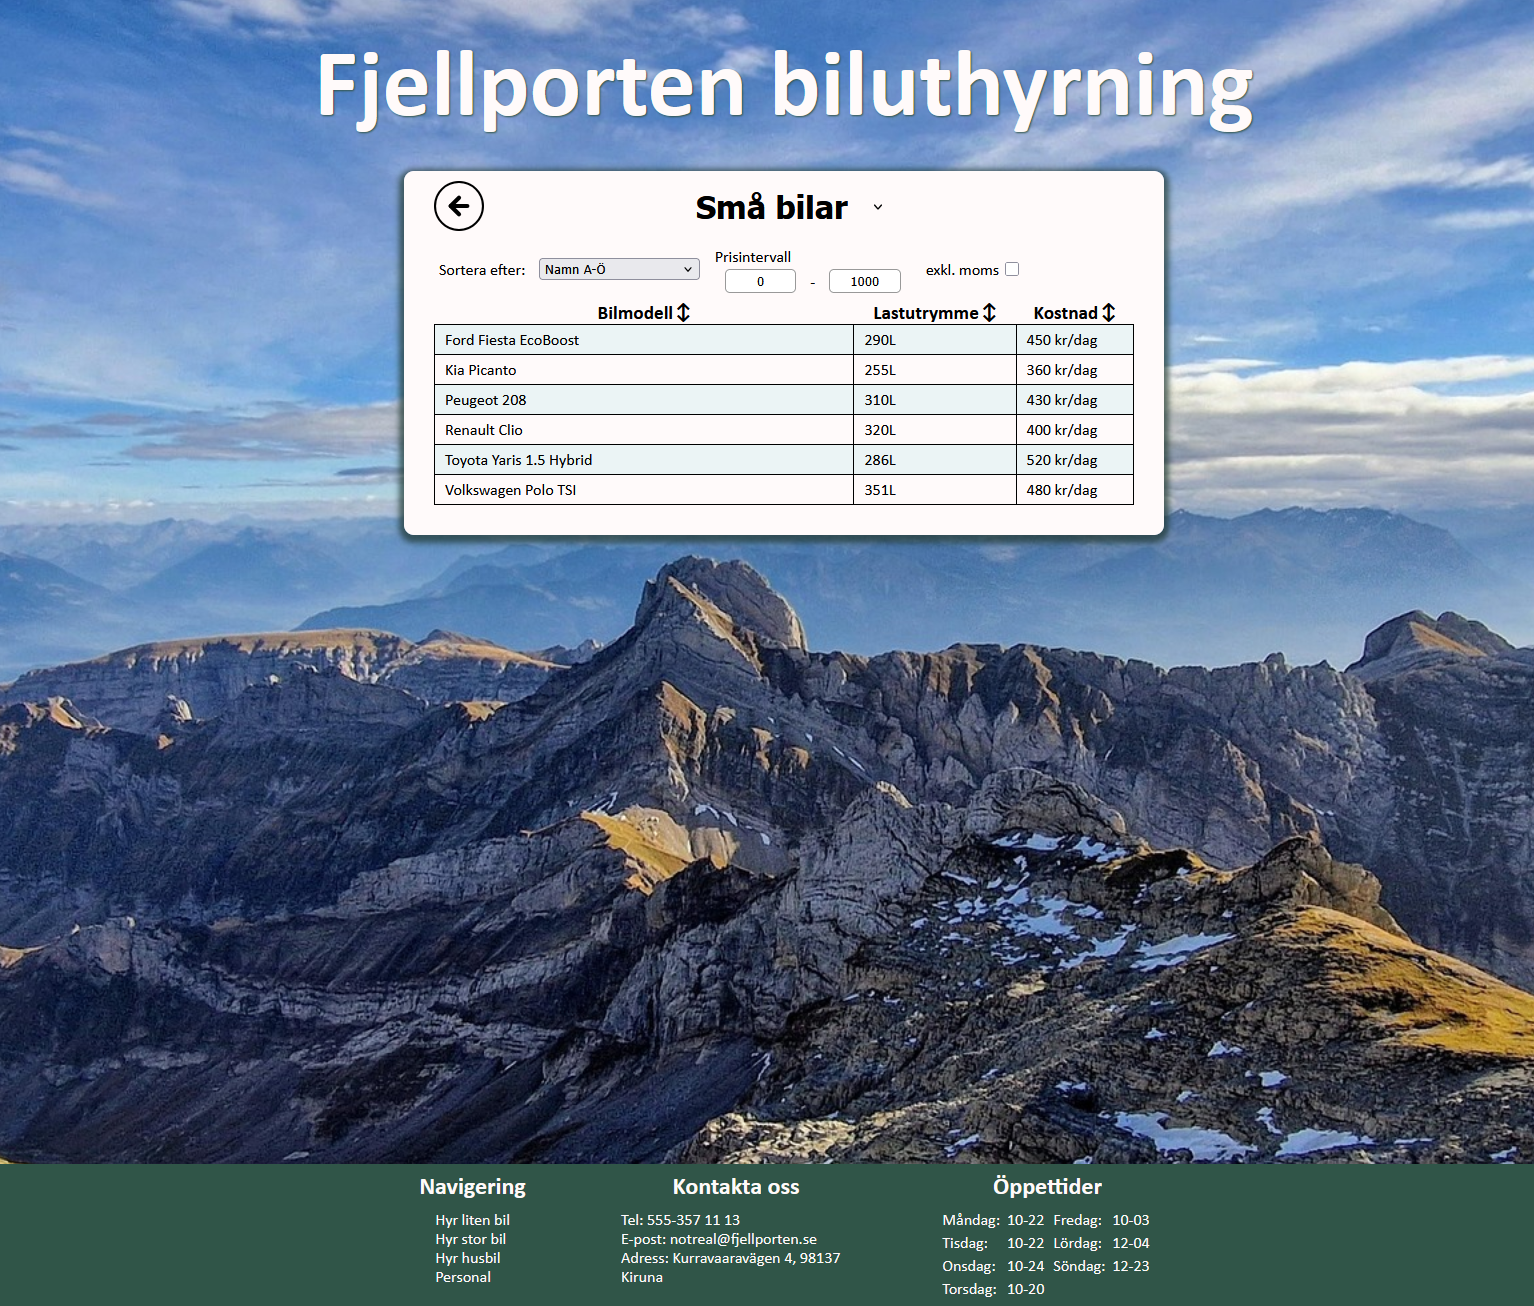 Fjellporten biluthyrning
Små bilar
Sortera efter: Namn A-Ö
Prisintervall
0 - 1000
exkl. moms
Bilmodell Lastutrymme Kostnad
Ford Fiesta EcoBoost 290L 450 kr/dag
Kia Picanto 255L 360 kr/dag
Peugeot 208 310L 430 kr/dag
Renault Clio 320L 400 kr/dag
Toyota Yaris 1.5 Hybrid 286L 520 kr/dag
Volkswagen Polo TSI 351L 480 kr/dag
Navigering
Hyr liten bil
Hyr stor bil
Hyr husbil
Personal
Kontakta oss
Tel: 555-357 11 13
E-post: notreal@fjellporten.se
Adress: Kurravaaravägen 4, 98137
Kiruna
Öppettider
Måndag: 10-22 Fredag: 10-03
Tisdag: 10-22 Lördag: 12-04
Onsdag: 10-24 Söndag: 12-23
Torsdag: 10-20